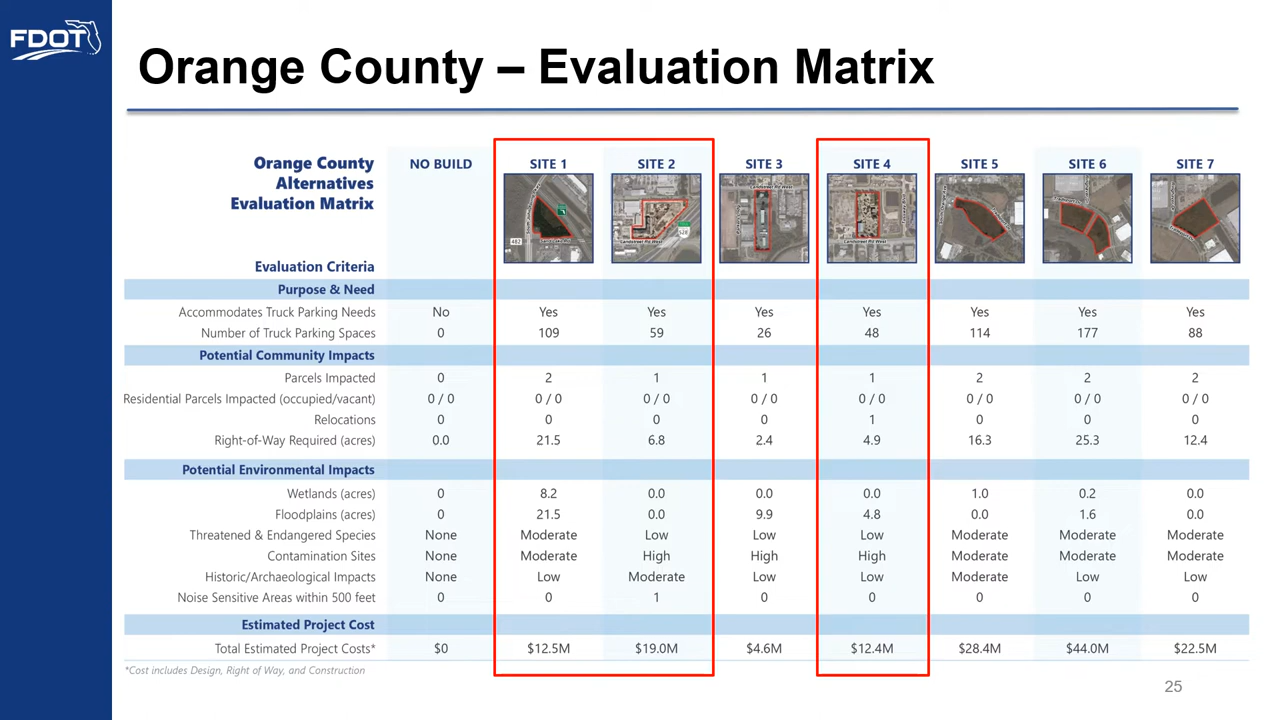 FDOT
Orange County – Evaluation Matrix
Orange County
Alternatives
Evaluation Matrix
NO BUILD SITE 1 SITE 2 SITE 3 SITE 4 SITE 5 SITE 6 SITE 7
482
528
Evaluation Criteria
Purpose & Need
Accommodates Truck Parking Needs No Yes Yes Yes Yes Yes Yes Yes
Number of Truck Parking Spaces 0 109 59 26 48 114 177 88
Potential Community Impacts
Parcels Impacted 0 2 1 1 1 2 2 2
Residential Parcels Impacted (occupied/vacant) 0 / 0 0 / 0 0 / 0 0 / 0 0 / 0 0 / 0 0 / 0 0 / 0
Relocations 0 0 0 0 1 0 0 0
Right-of-Way Required (acres) 0.0 21.5 6.8 2.4 4.9 16.3 25.3 12.4
Potential Environmental Impacts
Wetlands (acres) 0 8.2 0.0 0.0 0.0 1.0 0.2 0.0
Floodplains (acres) 0 21.5 0.0 9.9 4.8 0.0 1.6 0.0
Threatened & Endangered Species None Moderate Low Low Low Moderate Moderate Moderate
Contamination Sites None Moderate High High High Moderate Moderate Moderate
Historic/Archaeological Impacts None Low Moderate Low Low Moderate Low Low
Noise Sensitive Areas within 500 feet 0 0 1 0 0 0 0 0
Estimated Project Cost
Total Estimated Project Costs* $0 $12.5M $19.0M $4.6M $12.4M $28.4M $44.0M $22.5M
*Cost includes Design, Right of Way, and Construction
25